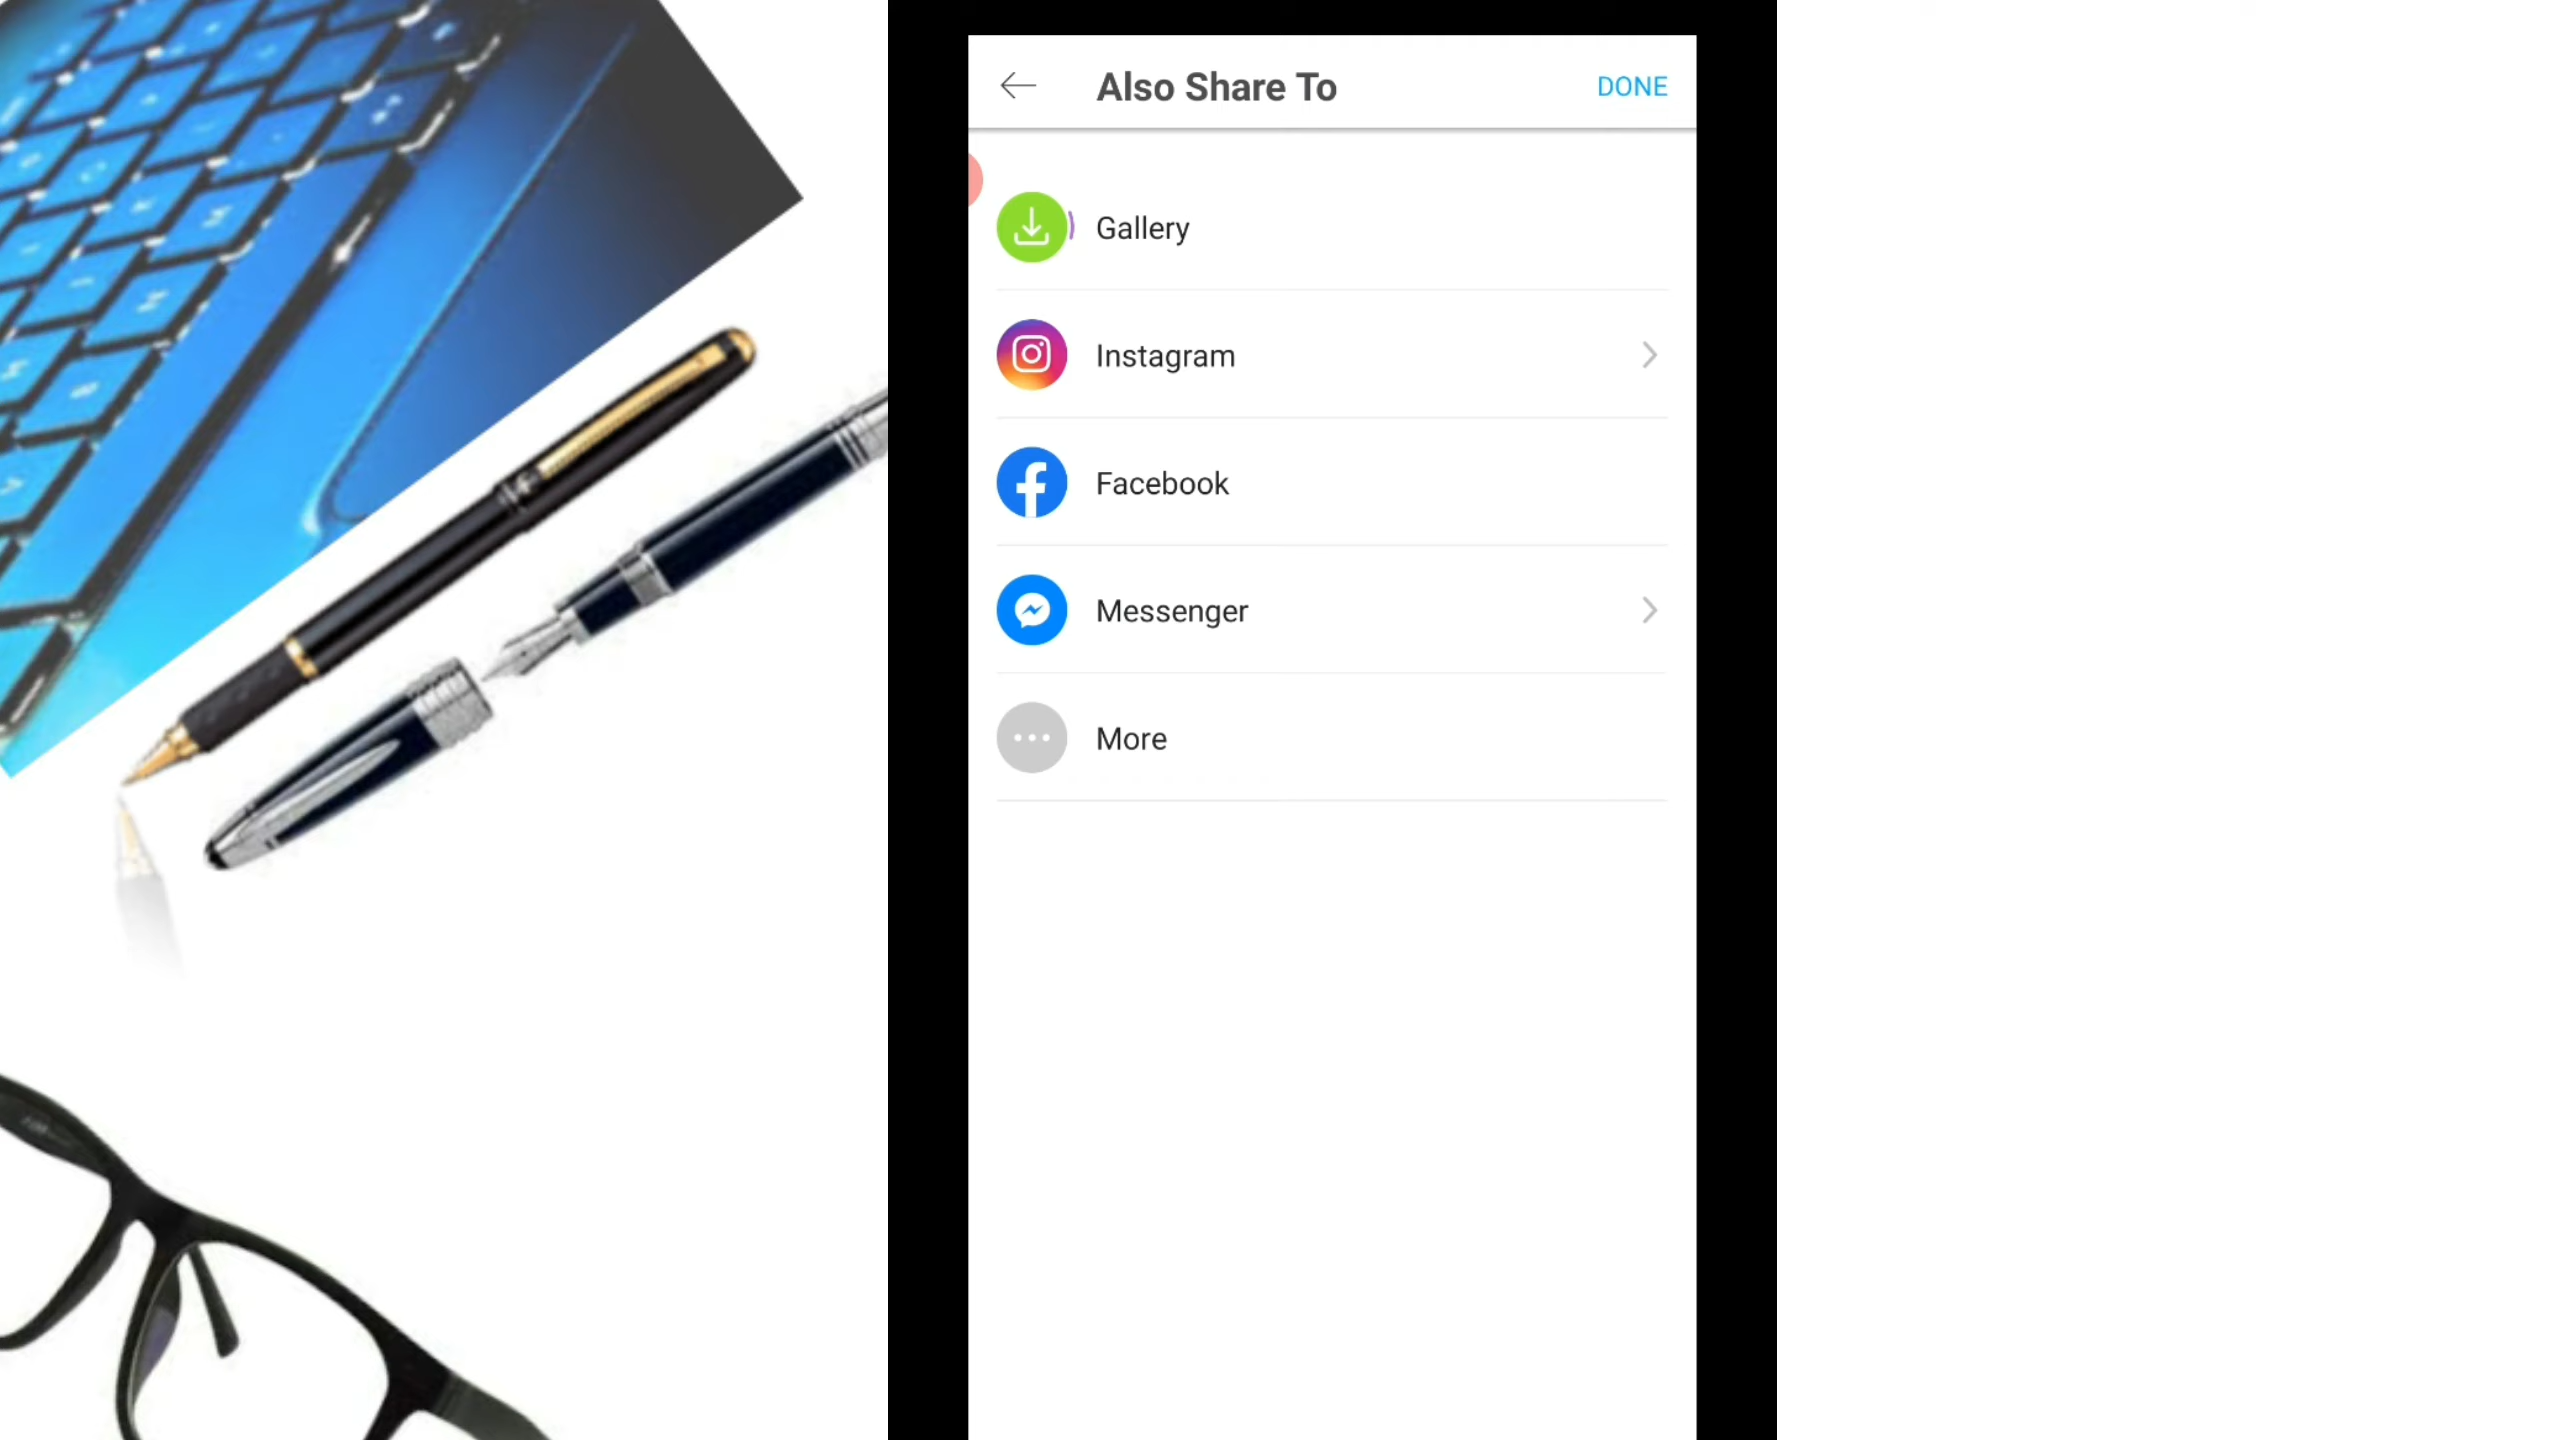 Also Share To
DONE
Gallery
Instagram
Facebook
Messenger
More